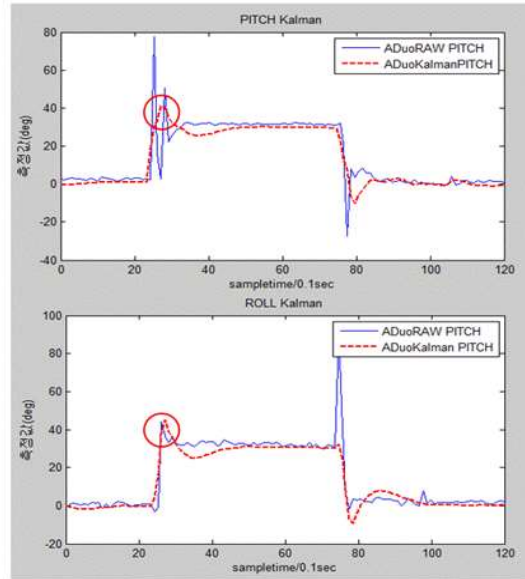 PITCH Kalman
80
60
40
20
0
-20
-40
측정값(deg)
ADuoRAW PITCH
ADuoKalmanPITCH
0 20 40 60 80 100 120
sampletime/0.1sec
ROLL Kalman
100
80
60
40
20
0
-20
측정값(deg)
ADuoRAW PITCH
ADuoKalman PITCH
0 20 40 60 80 100 120
sampletime/0.1sec